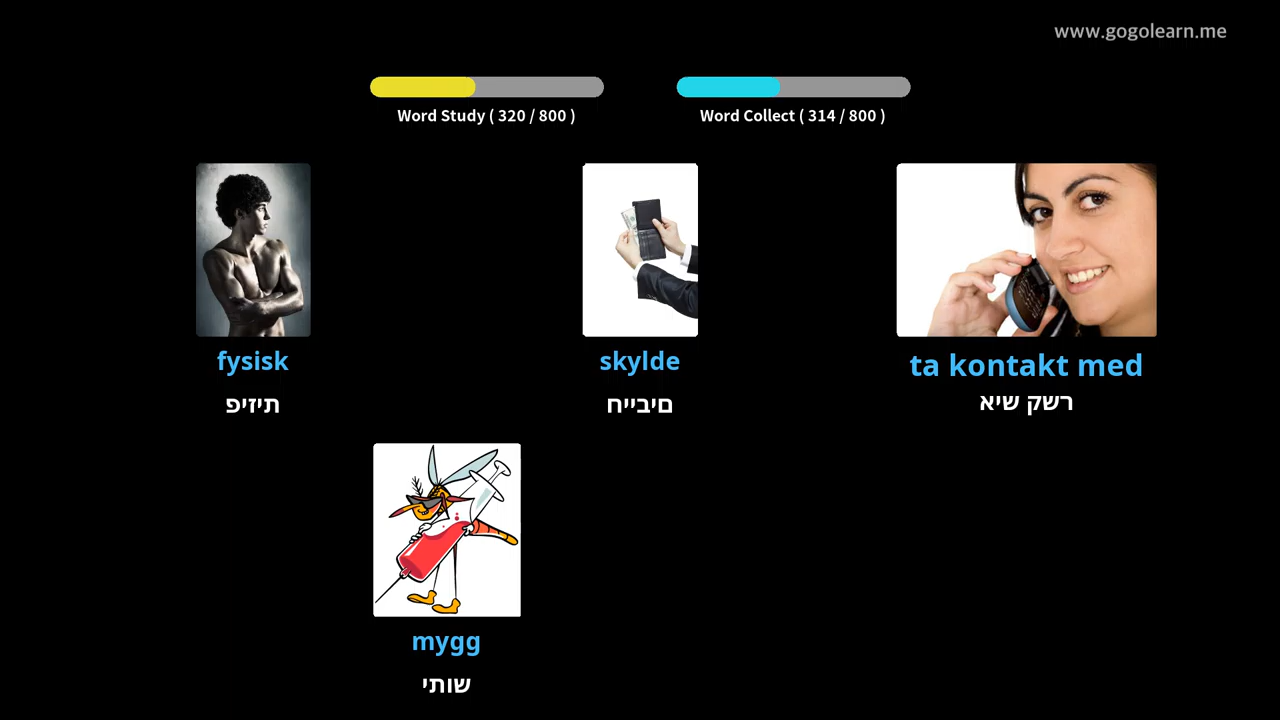 www.gogolearn.me
Word Study ( 320 / 800 )
Word Collect ( 314 / 800 )
fysisk
תיזיפ
skylde
םיבייח
ta kontakt med
רשק שיא
mygg
שותי